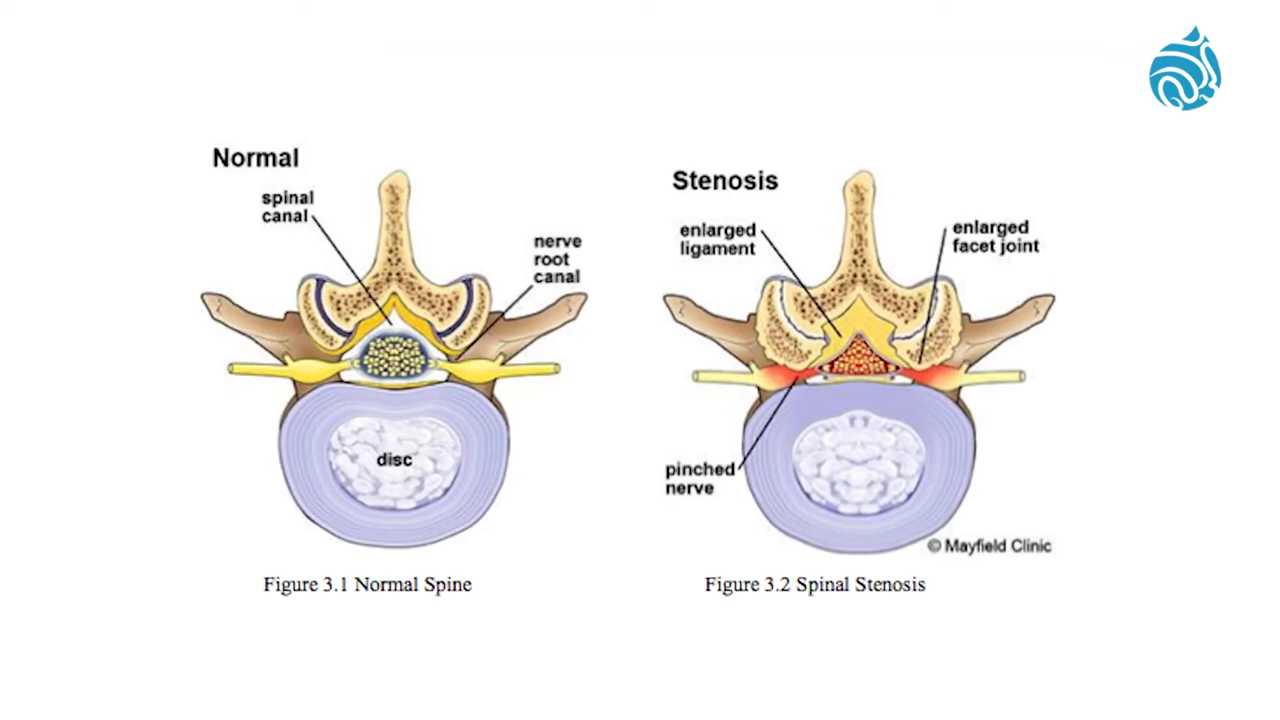 Normal
spinal
canal
nerve
root
canal
disc
Figure 3.1 Normal Spine
Stenosis
enlarged
ligament
enlarged
facet joint
pinched
nerve
© Mayfield Clinic
Figure 3.2 Spinal Stenosis